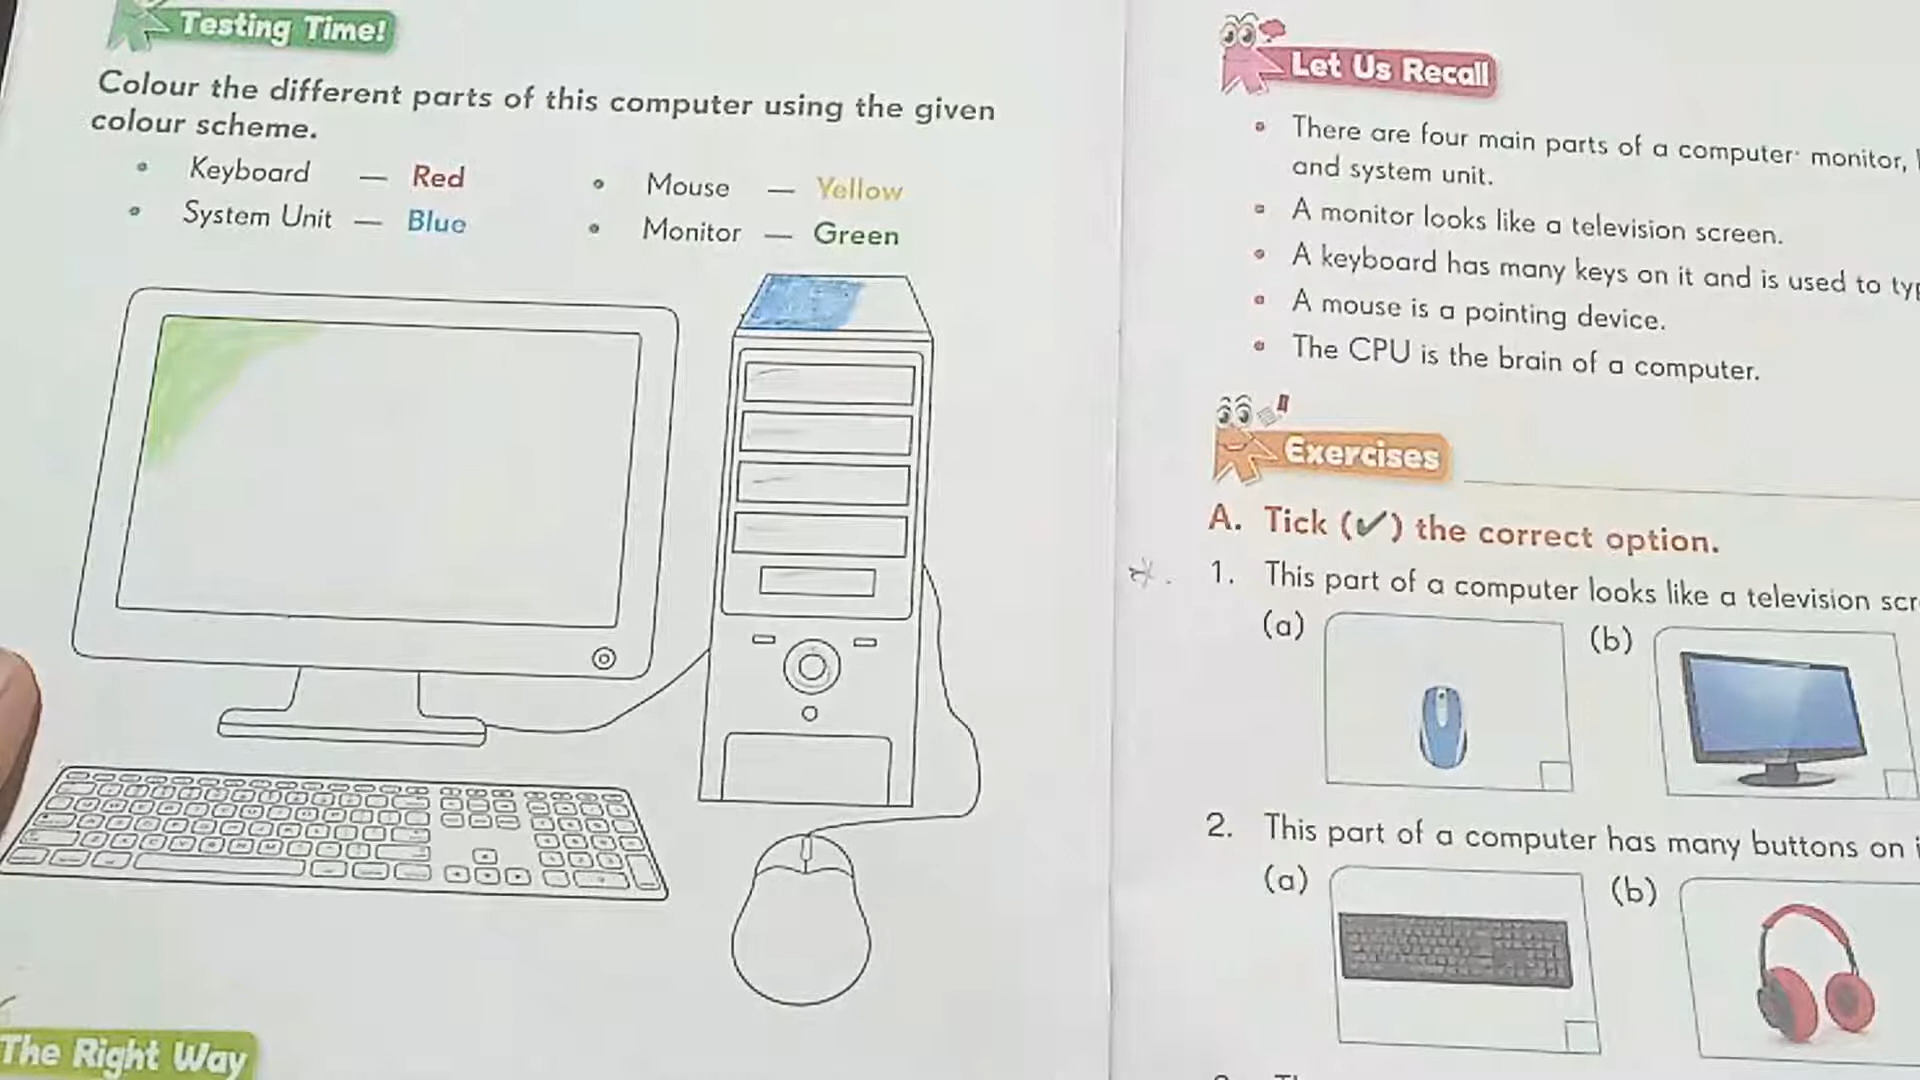 Testing Time!
Colour the different parts of this computer using the given
colour scheme.
• Keyboard — Red
• Mouse — Yellow
• System Unit — Blue
• Monitor — Green
The Right Way
Let Us Recall
• There are four main parts of a computer: monitor,
and system unit.
• A monitor looks like a television screen.
• A keyboard has many keys on it and is used to
• A mouse is a pointing device.
• The CPU is the brain of a computer.
Exercises
A. Tick (✔) the correct option.
1. This part of a computer looks like a television
(a)
(b)
2. This part of a computer has many buttons on
(a)
(b)